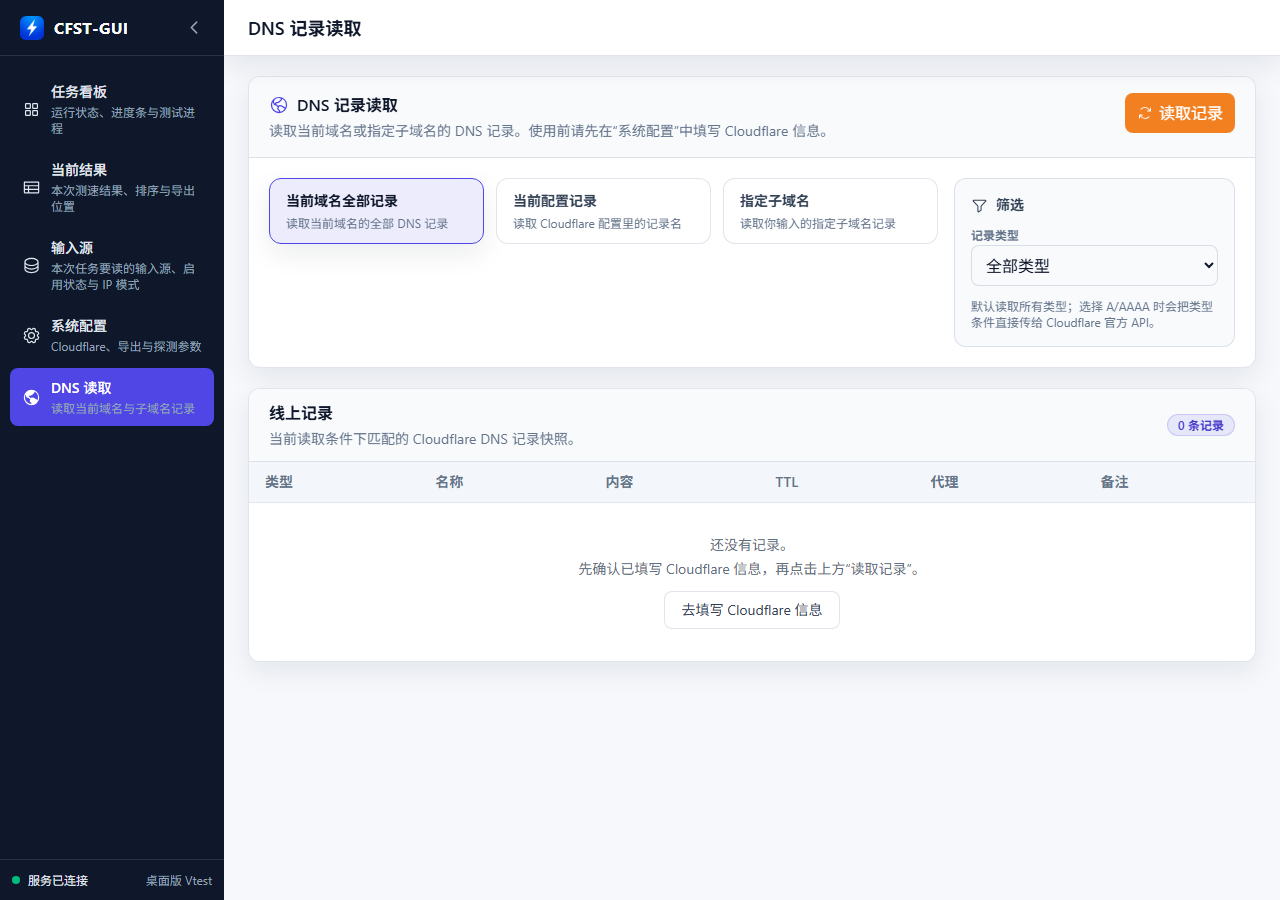 CFST-GUI
DNS 记录读取
任务看板
运行状态、进度条与测试进
程
当前结果
本次测速结果、排序与导出
位置
输入源
本次任务要读的输入源、启
用状态与 IP 模式
系统配置
Cloudflare、导出与探测参数
DNS 读取
读取当前域名与子域名记录
服务已连接
桌面版 Vtest
DNS 记录读取
读取当前域名或指定子域名的 DNS 记录。使用前请先在“系统配置”中填写 Cloudflare 信息。
读取记录
当前域名全部记录
读取当前域名的全部 DNS 记录
当前配置记录
读取 Cloudflare 配置里的记录名
指定子域名
读取你输入的指定子域名记录
筛选
记录类型
全部类型
默认读取所有类型；选择 A/AAAA 时会把类型
条件直接传给 Cloudflare 官方 API。
线上记录
当前读取条件下匹配的 Cloudflare DNS 记录快照。
0 条记录
类型 名称 内容 TTL 代理 备注
还没有记录。
先确认已填写 Cloudflare 信息，再点击上方“读取记录”。
去填写 Cloudflare 信息